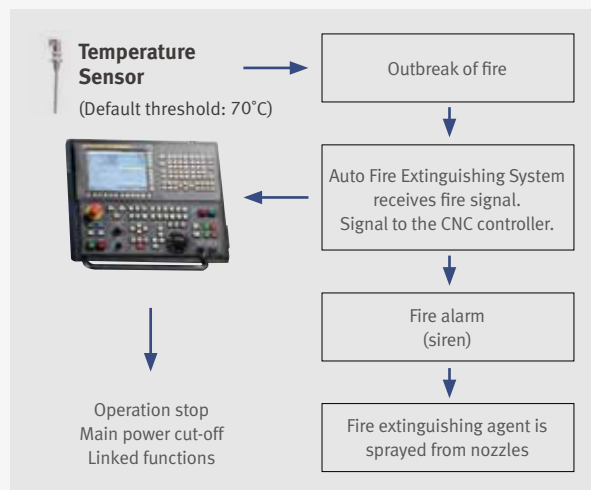 Temperature
Sensor
(Default threshold: 70˚C)
Outbreak of fire
Auto Fire Extinguishing System
receives fire signal.
Signal to the CNC controller.
Fire alarm
(siren)
Fire extinguishing agent is
sprayed from nozzles
Operation stop
Main power cut-off
Linked functions